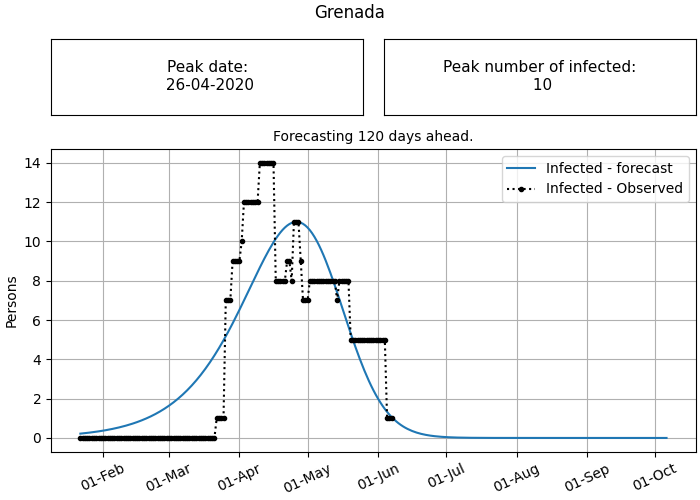 Grenada
Peak date:
26-04-2020
Peak number of infected:
10
Forecasting 120 days ahead.
Infected - forecast
Infected - Observed
Persons
14
12
10
8
6
4
2
0
01-Feb
01-Mar
01-Apr
01-May
01-Jun
01-Jul
01-Aug
01-Sep
01-Oct